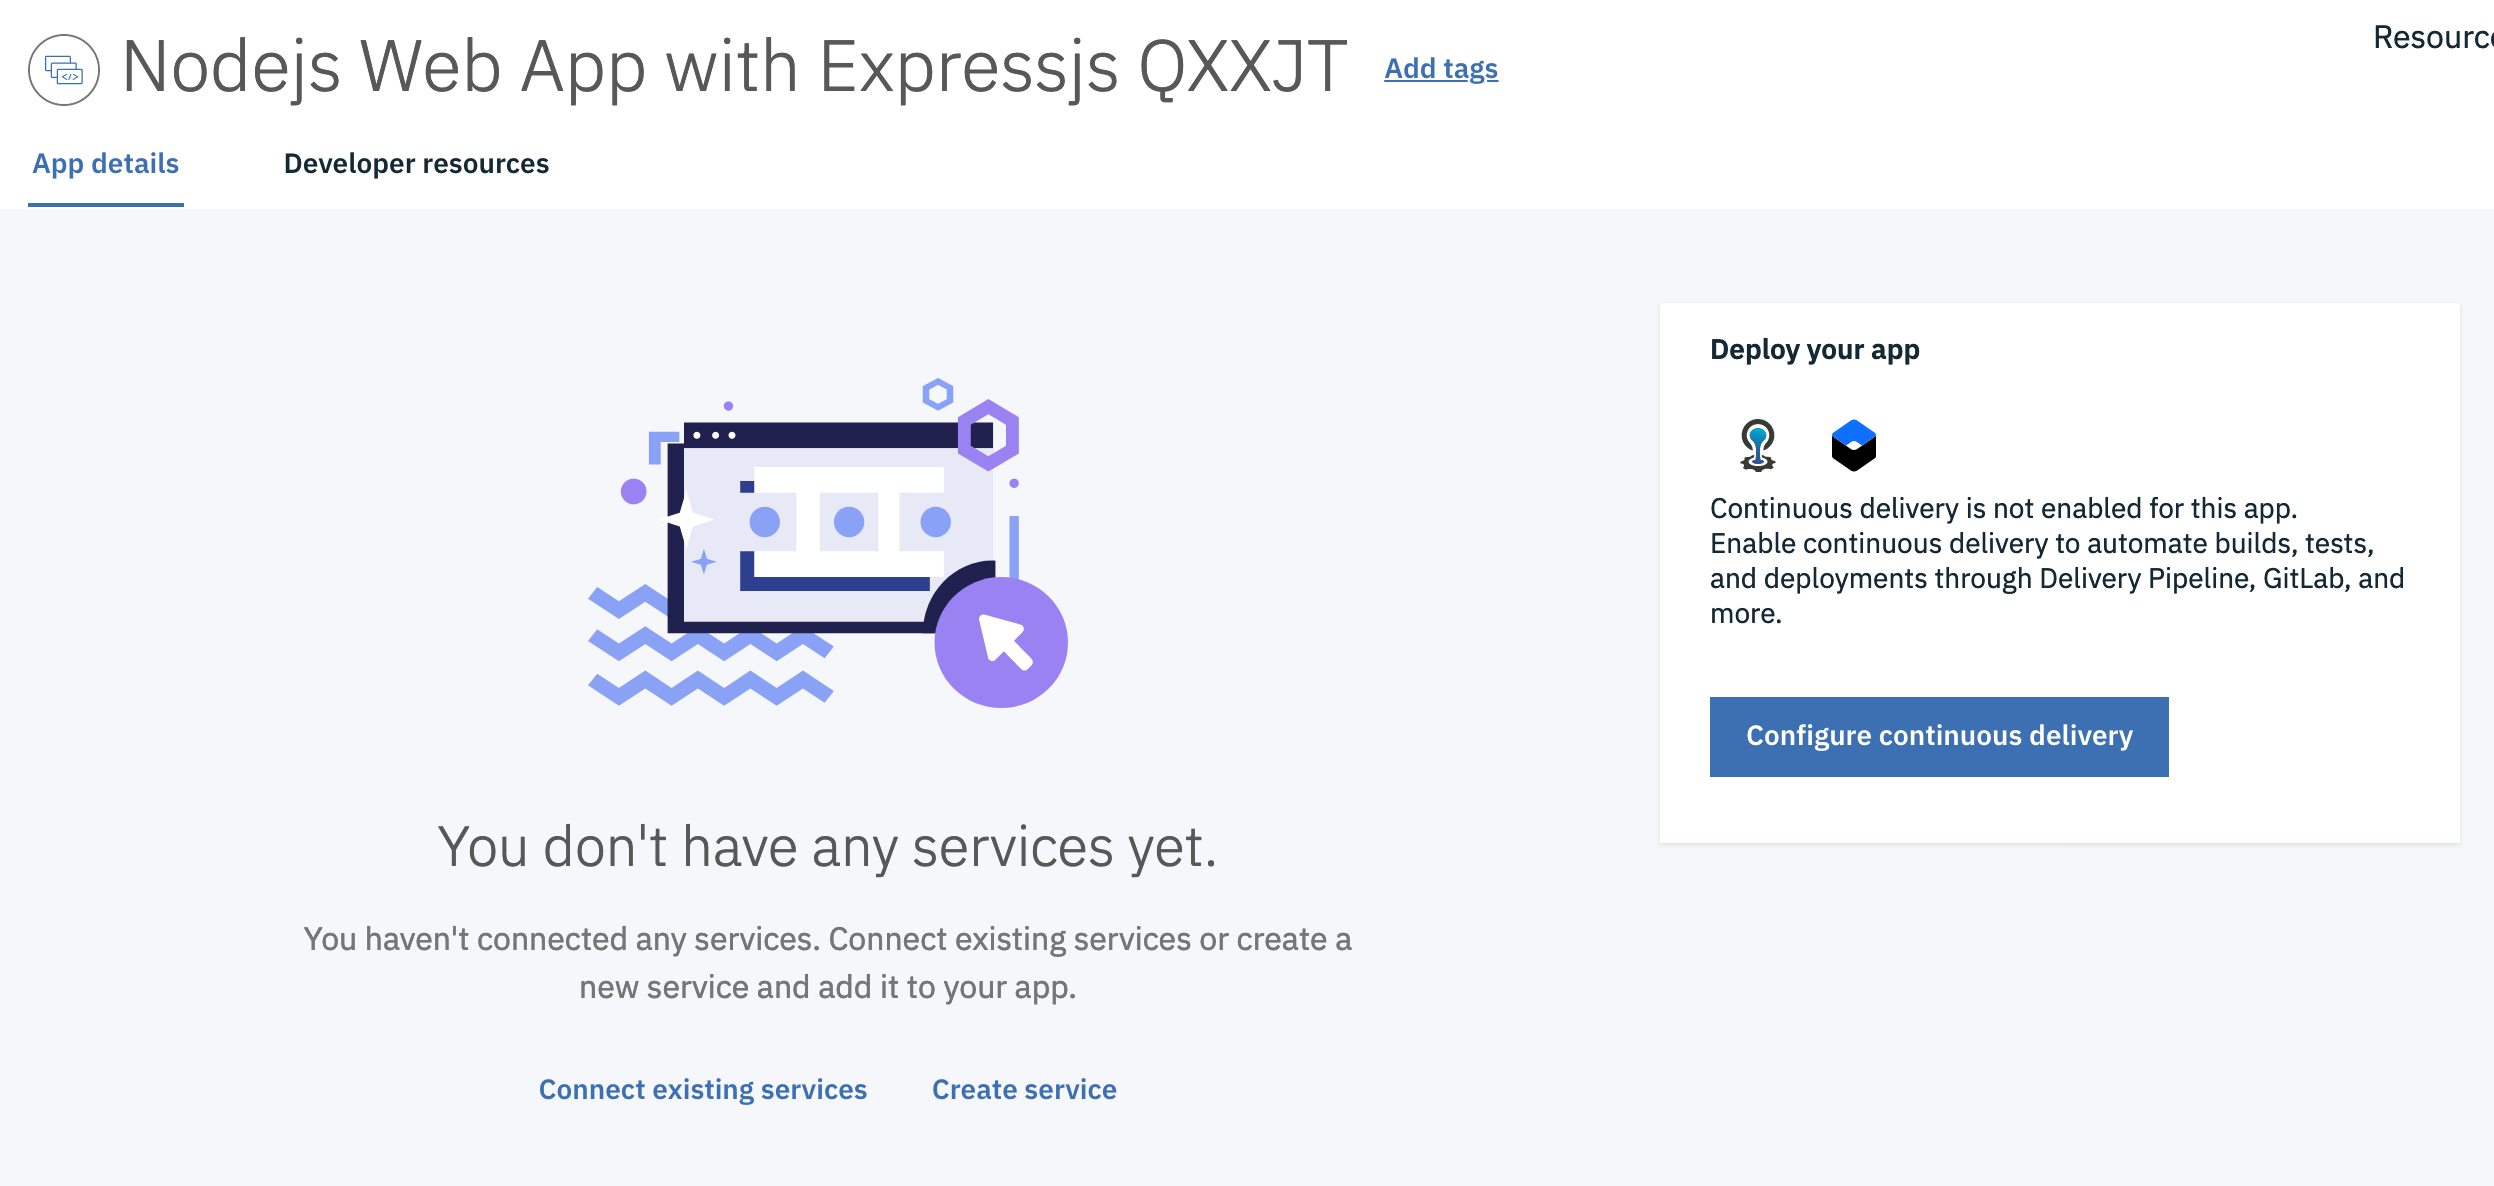 Nodejs Web App with Expressjs QXXJT
Add tags
App details
Developer resources
Deploy your app
Continuous delivery is not enabled for this app.
Enable continuous delivery to automate builds, tests,
and deployments through Delivery Pipeline, GitLab, and
more.
Configure continuous delivery
You don't have any services yet.
You haven't connected any services. Connect existing services or create a
new service and add it to your app.
Connect existing services
Create service